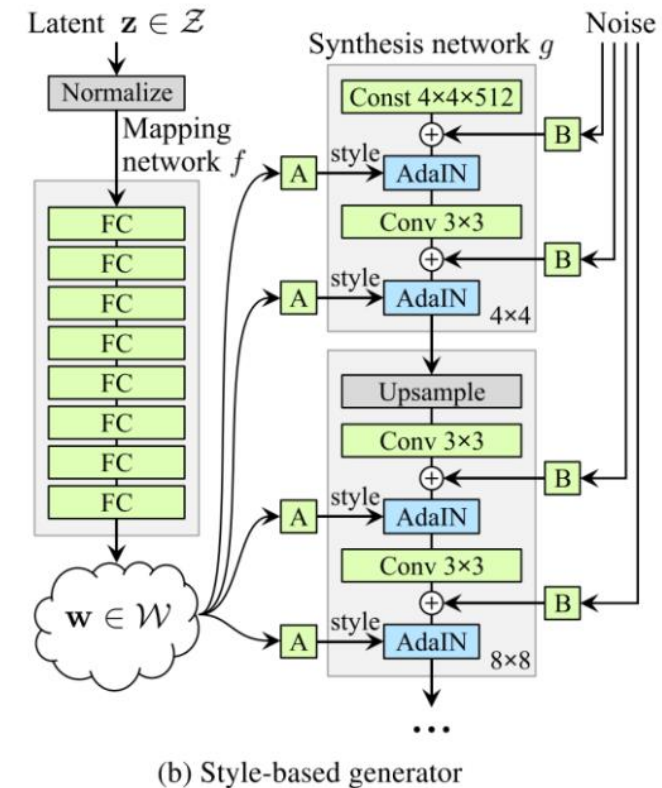 Latent z ∈ Z
Normalize
Mapping
network f
FC
FC
FC
FC
FC
FC
FC
FC
w ∈ W
Synthesis network g
Noise
Const 4×4×512
B
A
style
AdaIN
Conv 3×3
B
A
style
AdaIN
4×4
Upsample
Conv 3×3
B
A
style
AdaIN
Conv 3×3
B
A
style
AdaIN
8×8
...
(b) Style-based generator